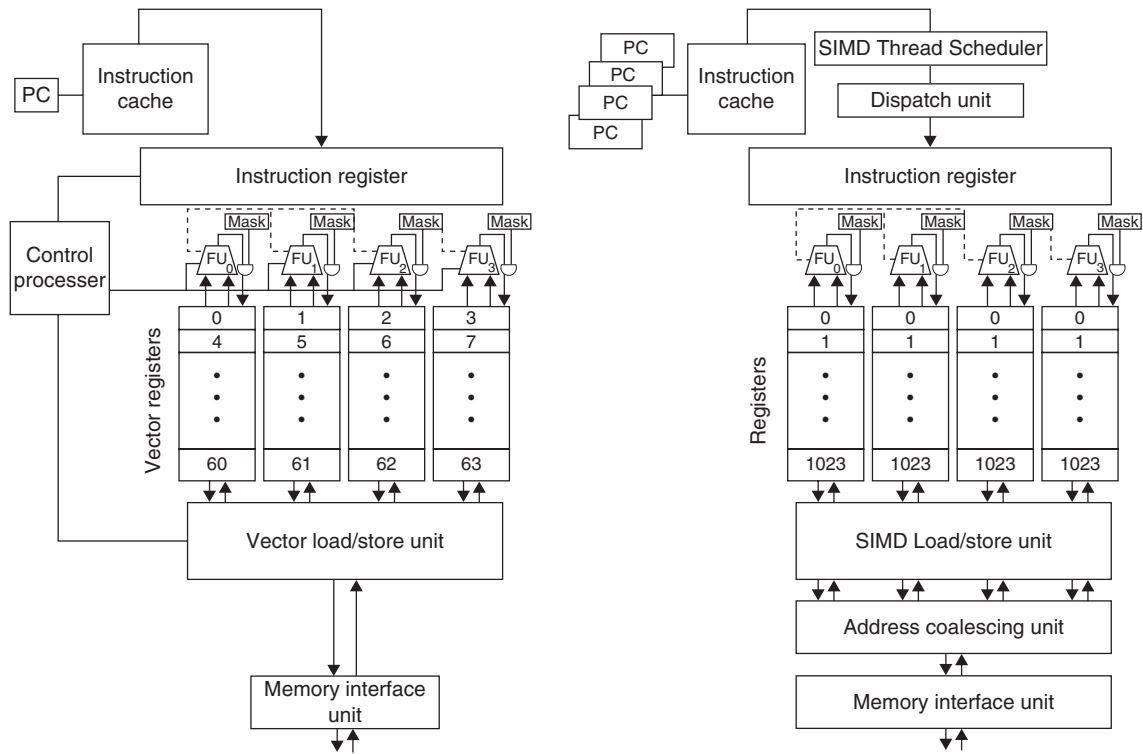 PC
Instruction
cache
Instruction register
Control
processer
Mask
Mask
Mask
Mask
FU0
FU1
FU2
FU3
Vector registers
0 1 2 3
4 5 6 7
60 61 62 63
Vector load/store unit
Memory interface
unit
PC
PC
PC
PC
Instruction
cache
SIMD Thread Scheduler
Dispatch unit
Instruction register
Mask
Mask
Mask
Mask
FU0
FU1
FU2
FU3
Registers
0 0 0 0
1 1 1 1
1023 1023 1023 1023
SIMD Load/store unit
Address coalescing unit
Memory interface unit